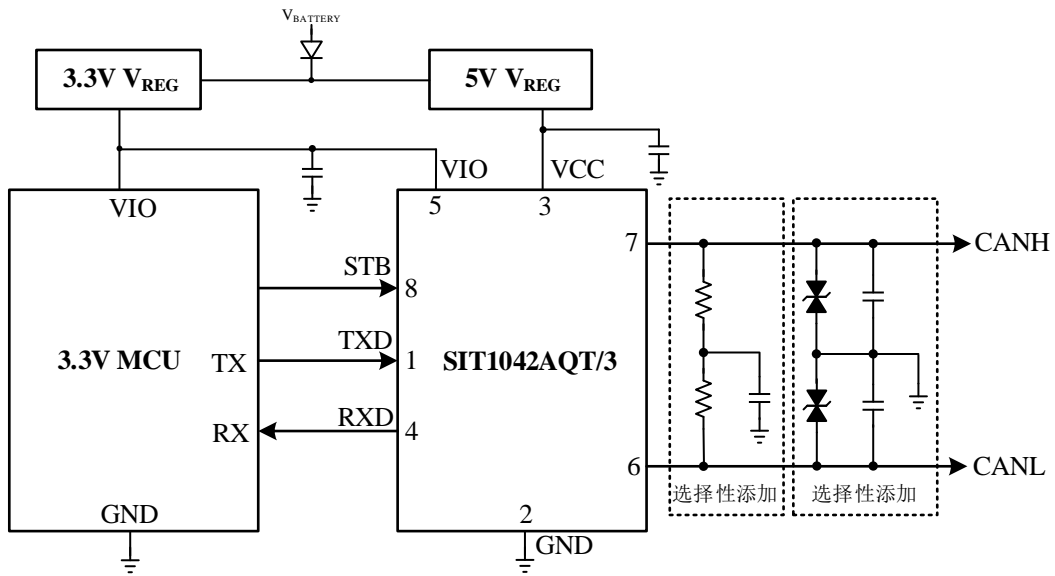 VBATTERY
3.3V VREG
5V VREG
VIO
VCC
5
3
VIO
7
CANH
STB
8
TXD
3.3V MCU
TX
1
SIT1042AQT/3
RXD
RX
4
6
CANL
选择性添加
选择性添加
GND
2
GND